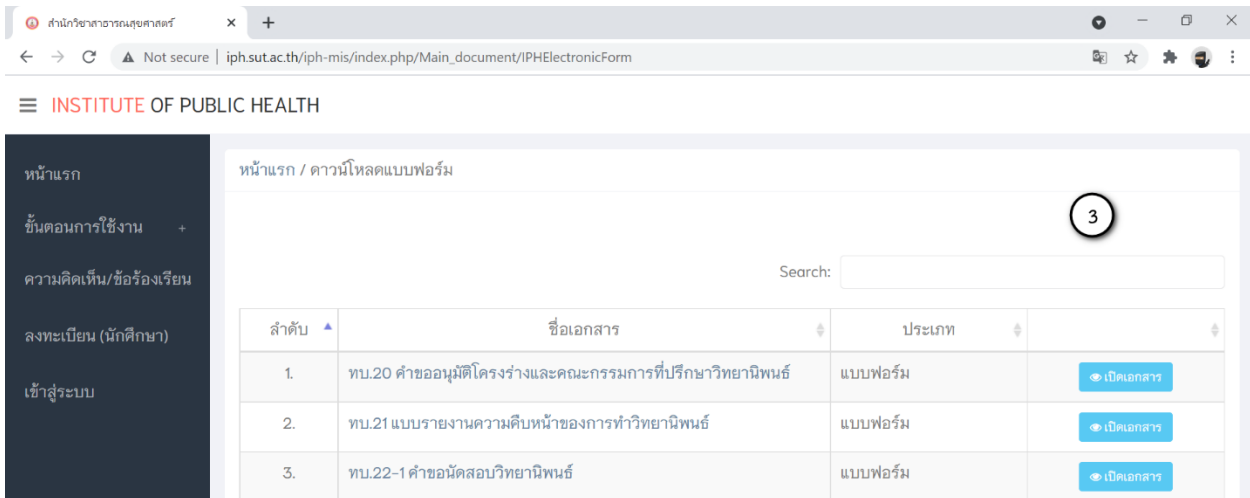 สำนักวิชาสาธารณสุขศาสตร์
Not secure | iph.sut.ac.th/iph-mis/index.php/Main_document/IPHElectronicForm
INSTITUTE OF PUBLIC HEALTH
หน้าแรก
ขั้นตอนการใช้งาน +
ความคิดเห็น/ข้อร้องเรียน
ลงทะเบียน (นักศึกษา)
เข้าสู่ระบบ
หน้าแรก / ดาวน์โหลดแบบฟอร์ม
3
Search:
ลำดับ ชื่อเอกสาร ประเภท
1. ทบ.20 คำขออนุมัติโครงร่างและคณะกรรมการที่ปรึกษาวิทยานิพนธ์ แบบฟอร์ม เปิดเอกสาร
2. ทบ.21 แบบรายงานความคืบหน้าของการทำวิทยานิพนธ์ แบบฟอร์ม เปิดเอกสาร
3. ทบ.22-1 คำขอนัดสอบวิทยานิพนธ์ แบบฟอร์ม เปิดเอกสาร